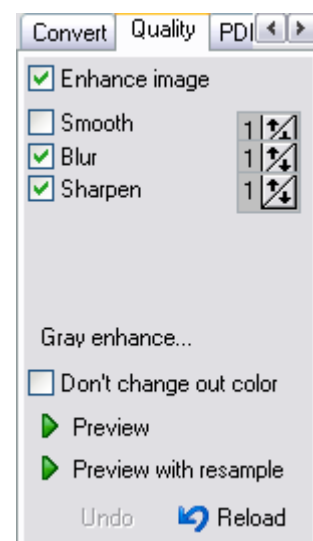 Convert Quality PDI
Enhance image
Smooth 1
Blur 1
Sharpen 1
Gray enhance...
Don't change out color
Preview
Preview with resample
Undo Reload